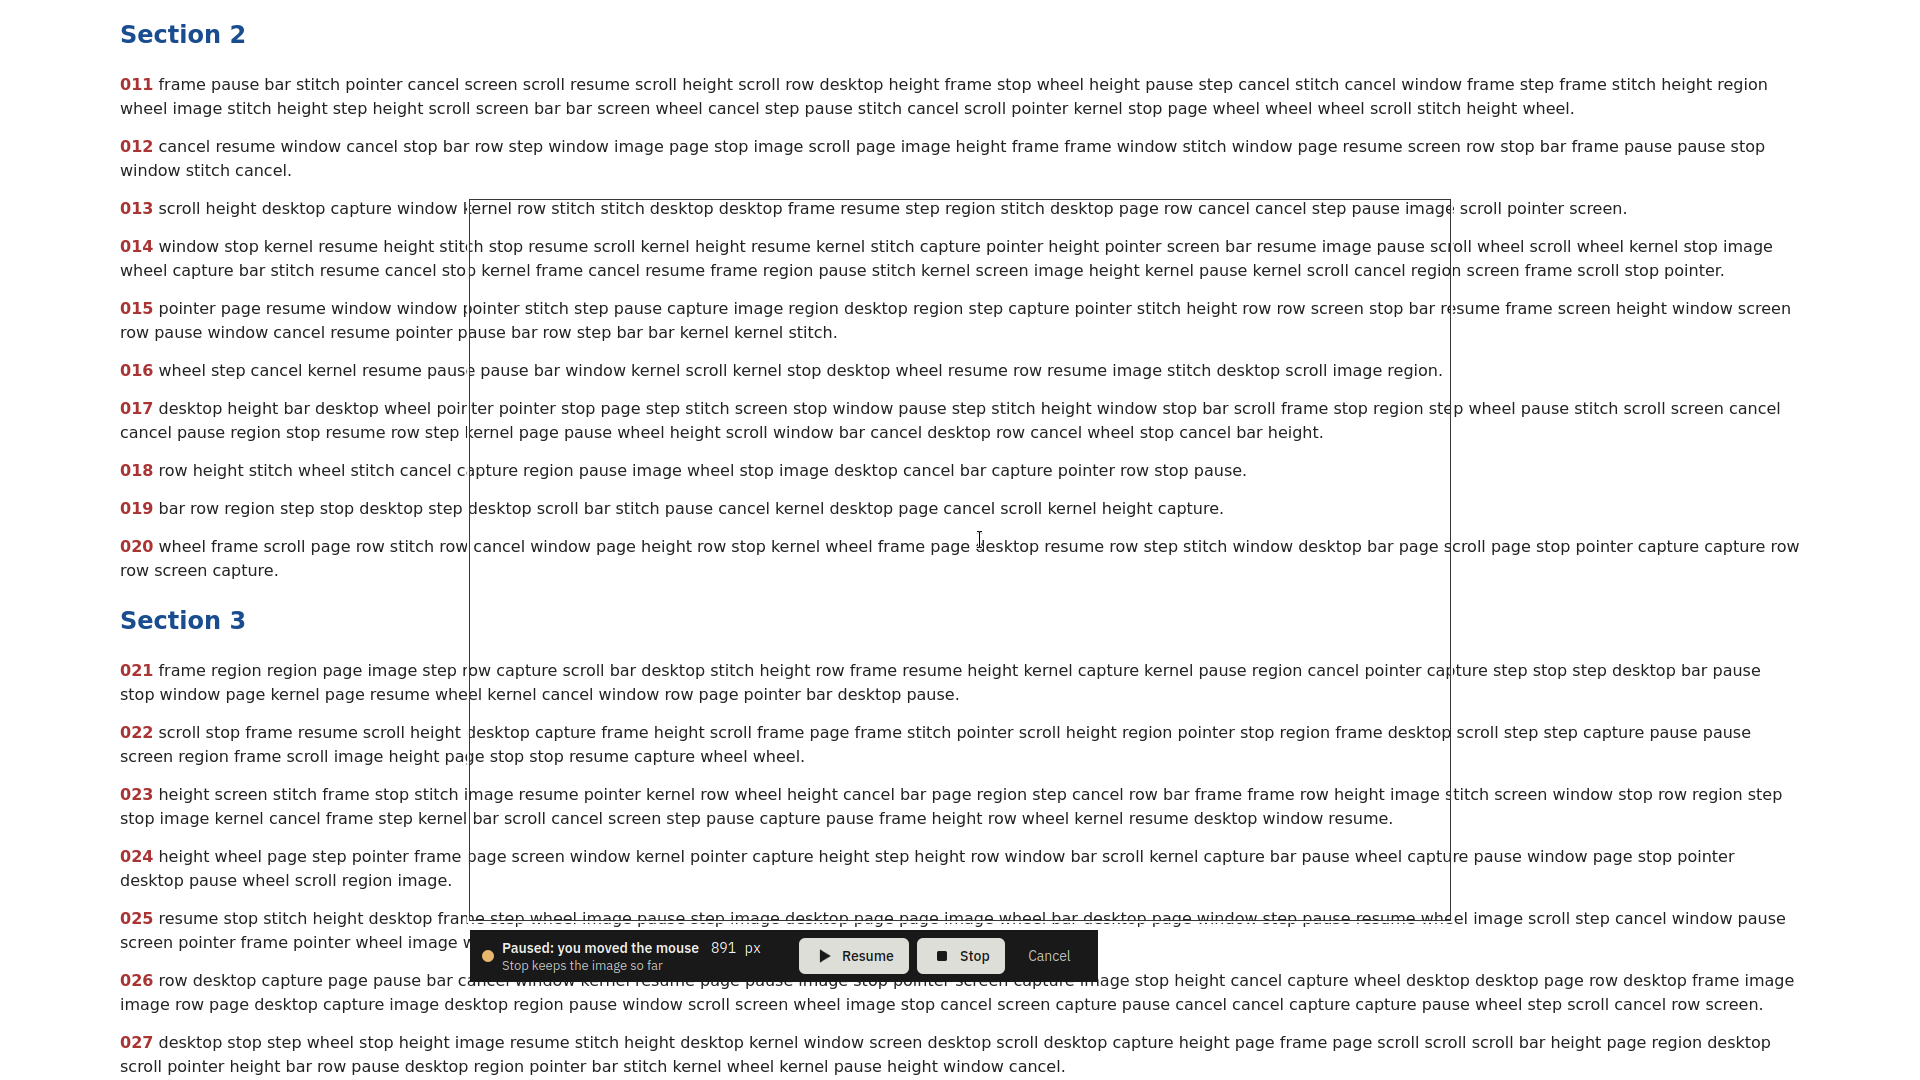 Section 2
011 frame pause bar stitch pointer cancel screen scroll resume scroll height scroll row desktop height frame stop wheel height pause step cancel stitch cancel window frame step frame stitch height region
wheel image stitch height step height scroll screen bar bar screen wheel cancel step pause stitch cancel scroll pointer kernel stop page wheel wheel wheel scroll stitch height wheel.
012 cancel resume window cancel stop bar row step window image page stop image scroll page image height frame frame window stitch window page resume screen row stop bar frame pause pause stop
window stitch cancel.
013 scroll height desktop capture window kernel row stitch stitch desktop desktop frame resume step region stitch desktop page row cancel cancel step pause image scroll pointer screen.
014 window stop kernel resume height stitch stop resume scroll kernel height resume kernel stitch capture pointer height pointer screen bar resume image pause scroll wheel scroll wheel kernel stop image
wheel capture bar stitch resume cancel stop kernel frame cancel resume frame region pause stitch kernel screen image height kernel pause kernel scroll cancel region screen frame scroll stop pointer.
015 pointer page resume window window pointer stitch step pause capture image region desktop region step capture pointer stitch height row row screen stop bar resume frame screen height window screen
row pause window cancel resume pointer pause bar row step bar bar kernel kernel stitch.
016 wheel step cancel kernel resume pause pause bar window kernel scroll kernel stop desktop wheel resume row resume image stitch desktop scroll image region.
017 desktop height bar desktop wheel pointer pointer stop page step stitch screen stop window pause step stitch height window stop bar scroll frame stop region step wheel pause stitch scroll screen cancel
cancel pause region stop resume row step kernel page pause wheel height scroll window bar cancel desktop row cancel wheel stop cancel bar height.
018 row height stitch wheel stitch cancel capture region pause image wheel stop image desktop cancel bar capture pointer row stop pause.
019 bar row region step stop desktop step desktop scroll bar stitch pause cancel kernel desktop page cancel scroll kernel height capture.
020 wheel frame scroll page row stitch row cancel window page height row stop kernel wheel frame page desktop resume row step stitch window desktop bar page scroll page stop pointer capture capture row
row screen capture.
Section 3
021 frame region region page image step row capture scroll bar desktop stitch height row frame resume height kernel capture kernel pause region cancel pointer capture step stop step desktop bar pause
stop window page kernel page resume wheel kernel cancel window row page pointer bar desktop pause.
022 scroll stop frame resume scroll height desktop capture frame height scroll frame page frame stitch pointer scroll height region pointer stop region frame desktop scroll step step capture pause pause
screen region frame scroll image height page stop stop resume capture wheel wheel.
023 height screen stitch frame stop stitch image resume pointer kernel row wheel height cancel bar page region step cancel row bar frame frame row height image stitch screen window stop row region step
stop image kernel cancel frame step kernel bar scroll cancel screen step pause capture pause frame height row wheel kernel resume desktop window resume.
024 height wheel page step pointer frame page screen window kernel pointer capture height step height row window bar scroll kernel capture bar pause wheel capture pause window page stop pointer
desktop pause wheel scroll region image.
025 resume stop stitch height desktop frame step wheel image pause step image desktop page page image wheel bar desktop page window step pause resume wheel image scroll step cancel window pause
screen pointer frame pointer wheel image
Paused: you moved the mouse 891 px
Stop keeps the image so far
Resume
Stop
Cancel
026 row desktop capture page pause bar cancel window kernel resume page pause image stop pointer screen capture image stop height cancel capture wheel desktop desktop page row desktop frame image
image row page desktop capture image desktop region pause window scroll screen wheel image stop cancel screen capture pause cancel cancel capture capture pause wheel step scroll cancel row screen.
027 desktop stop step wheel stop height image resume stitch height desktop kernel window screen desktop scroll desktop capture height page frame page scroll scroll scroll bar height page region desktop
scroll pointer height bar row pause desktop region pointer bar stitch kernel wheel kernel pause height window cancel.